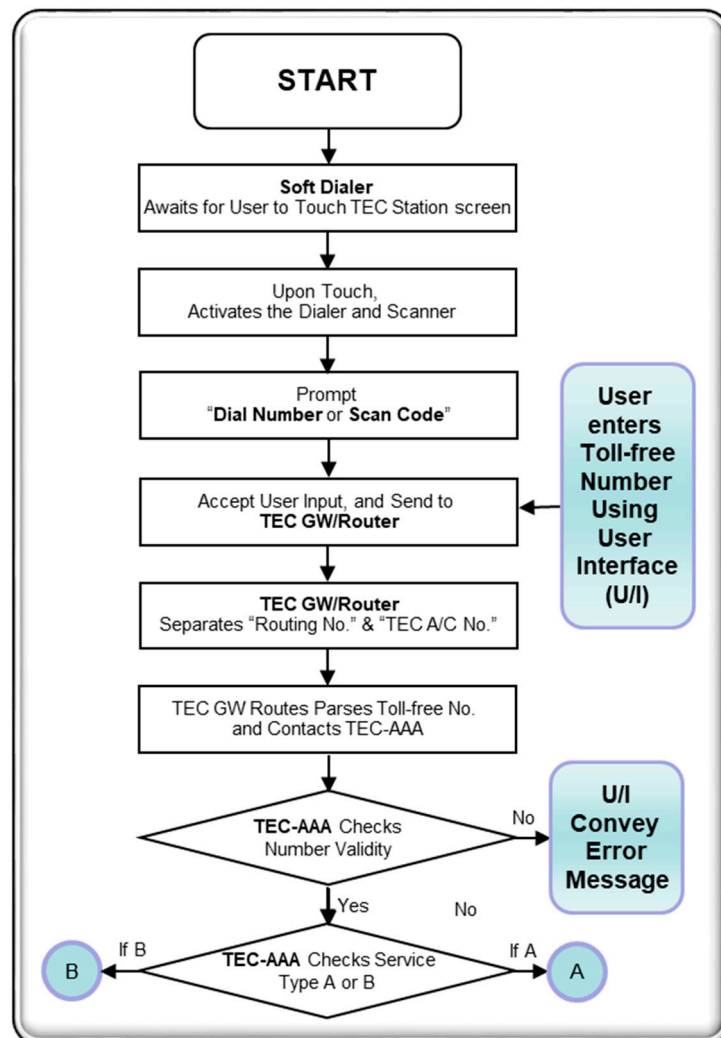 START
Soft Dialer
Awaits for User to Touch TEC Station screen
Upon Touch,
Activates the Dialer and Scanner
Prompt
“Dial Number or Scan Code”
Accept User Input, and Send to
TEC GW/Router
User
enters
Toll-free
Number
Using
User
Interface
(U/I)
TEC GW/Router
Separates “Routing No.” & “TEC A/C No.”
TEC GW Routes Parses Toll-free No.
and Contacts TEC-AAA
TEC-AAA Checks
Number Validity
No
U/I
Convey
Error
Message
Yes
No
TEC-AAA Checks Service
Type A or B
If B
B
If A
A